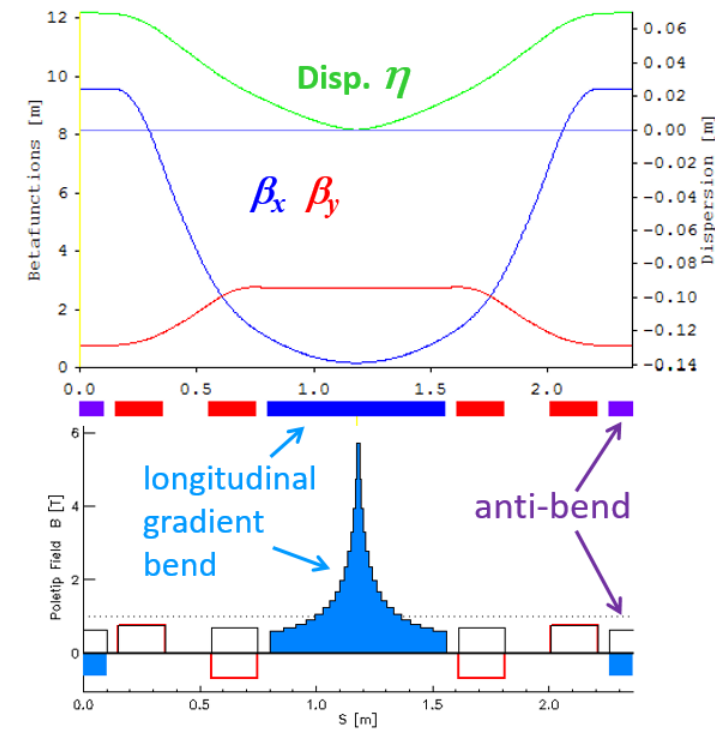 12
10
8
6
4
2
0
Betafunctions [m]
Disp. η
βx βy
0.06
0.04
0.02
0.00
-0.02
-0.04
-0.06
-0.08
-0.10
-0.12
-0.14
Dispersion [m]
0.0 0.5 1.0 1.5 2.0
6
4
2
0
Poletip Field B [T]
longitudinal
gradient
bend
anti-bend
0.0 0.5 1.0 1.5 2.0
S [m]